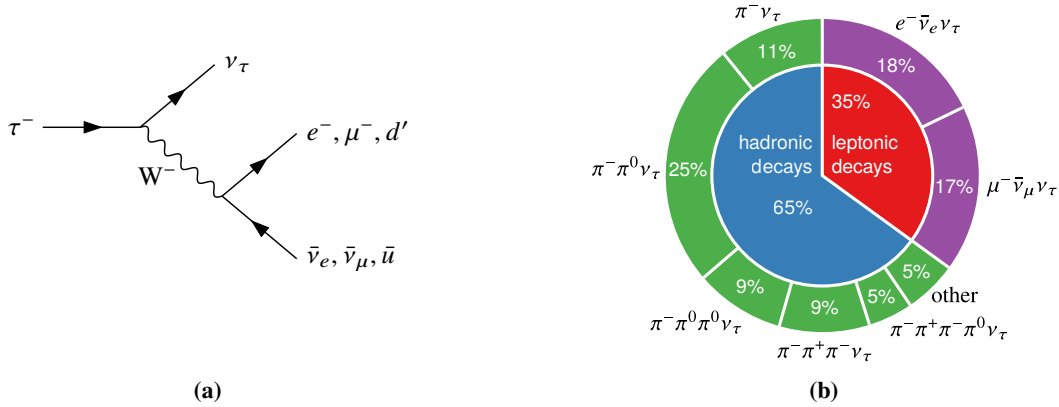 ν_τ
τ⁻
W⁻
e⁻, μ⁻, d′
ν̄_e, ν̄_μ, ū
(a)
π⁻ν_τ
e⁻ν̄_eν_τ
11%
18%
35%
hadronic decays
leptonic decays
65%
π⁻π⁰ν_τ
25%
17%
μ⁻ν̄_μν_τ
9%
9%
5%
5%
other
π⁻π⁰π⁰ν_τ
π⁻π⁺π⁻ν_τ
π⁻π⁺π⁻π⁰ν_τ
(b)